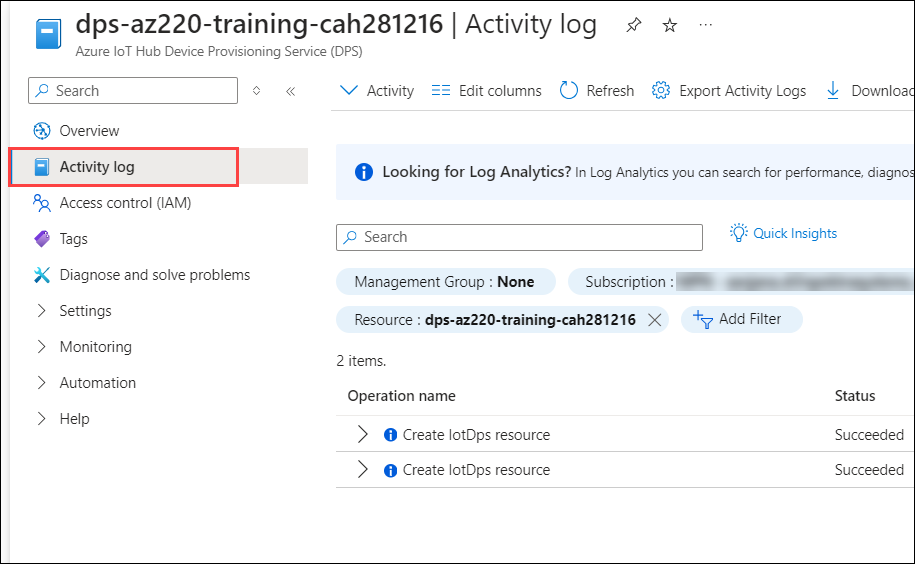 dps-az220-training-cah281216 | Activity log ...
Azure IoT Hub Device Provisioning Service (DPS)
Search
Activity Edit columns Refresh Export Activity Logs Download
Overview
Activity log
Access control (IAM)
Tags
Diagnose and solve problems
Settings
Monitoring
Automation
Help
Looking for Log Analytics? In Log Analytics you can search for performance, diagnos
Search Quick Insights
Management Group : None Subscription :
Resource : dps-az220-training-cah281216 Add Filter
2 items.
Operation name Status
Create IotDps resource Succeeded
Create IotDps resource Succeeded